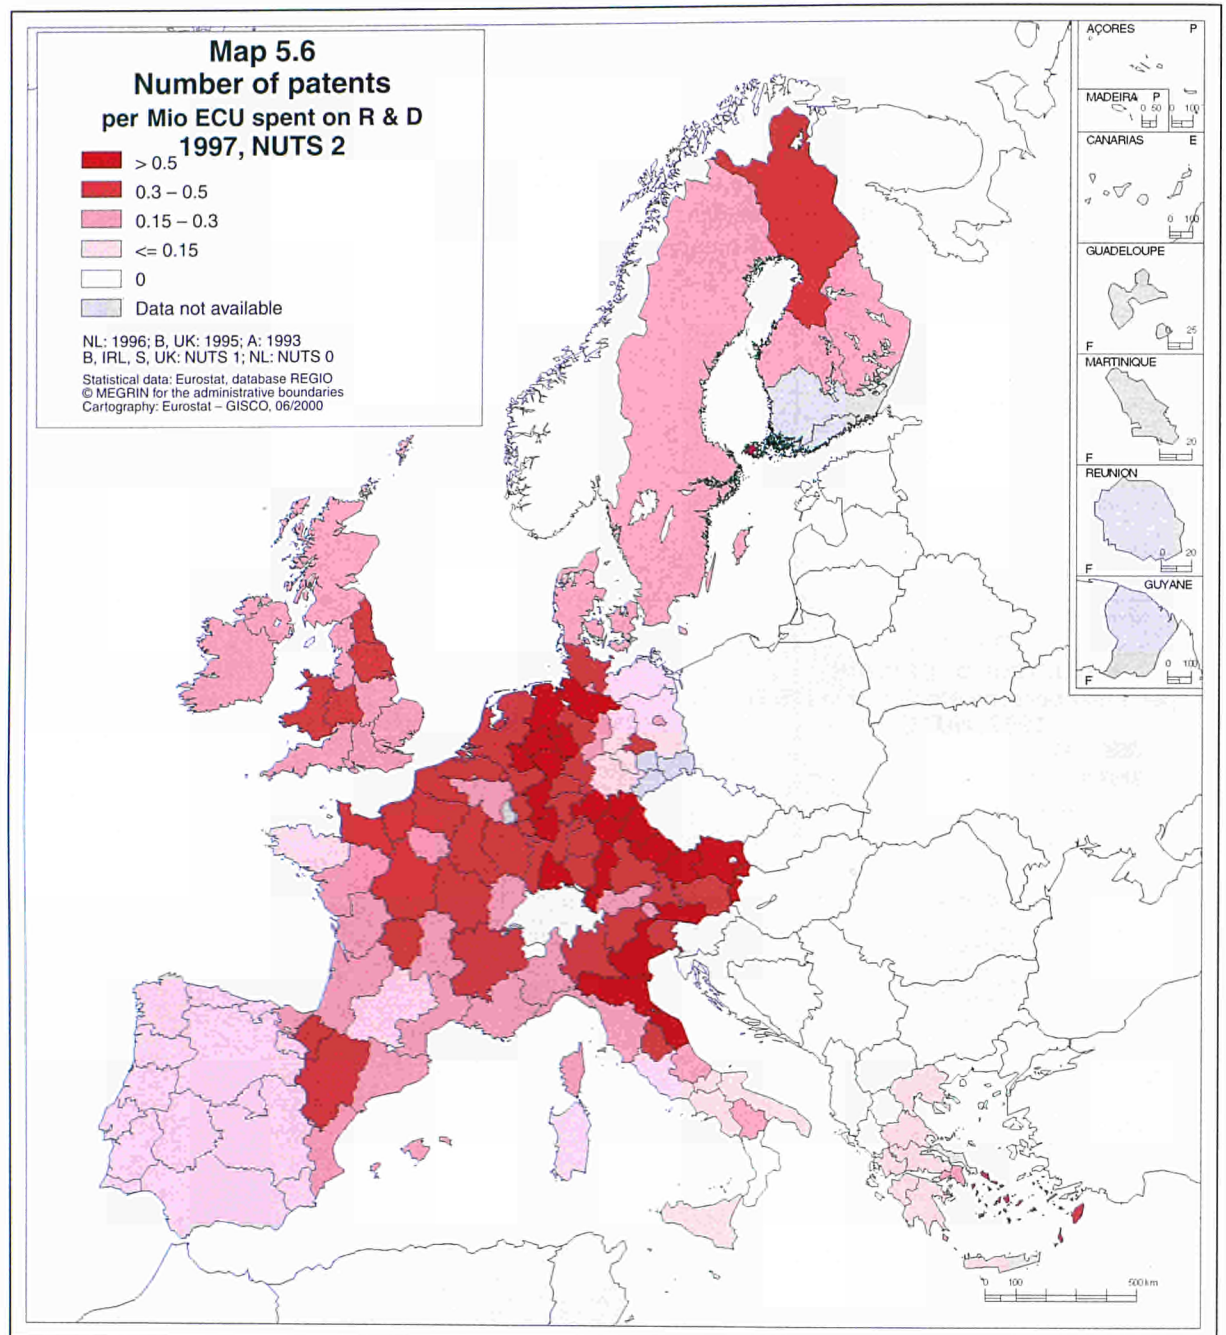 Map 5.6
Number of patents
per Mio ECU spent on R & D
1997, NUTS 2
> 0.5
0.3 – 0.5
0.15 – 0.3
<= 0.15
0
Data not available
NL: 1996; B, UK: 1995; A: 1993
B, IRL, S, UK: NUTS 1; NL: NUTS 0
Statistical data: Eurostat, database REGIO
© MEGRIN for the administrative boundaries
Cartography: Eurostat – GISCO, 06/2000
AÇORES P
MADEIRA P
0 50
0 100
CANARIAS E
0 100
GUADELOUPE
25
F
MARTINIQUE
20
F
REUNION
0 20
F
GUYANE
0 100
F
0 100 500 km